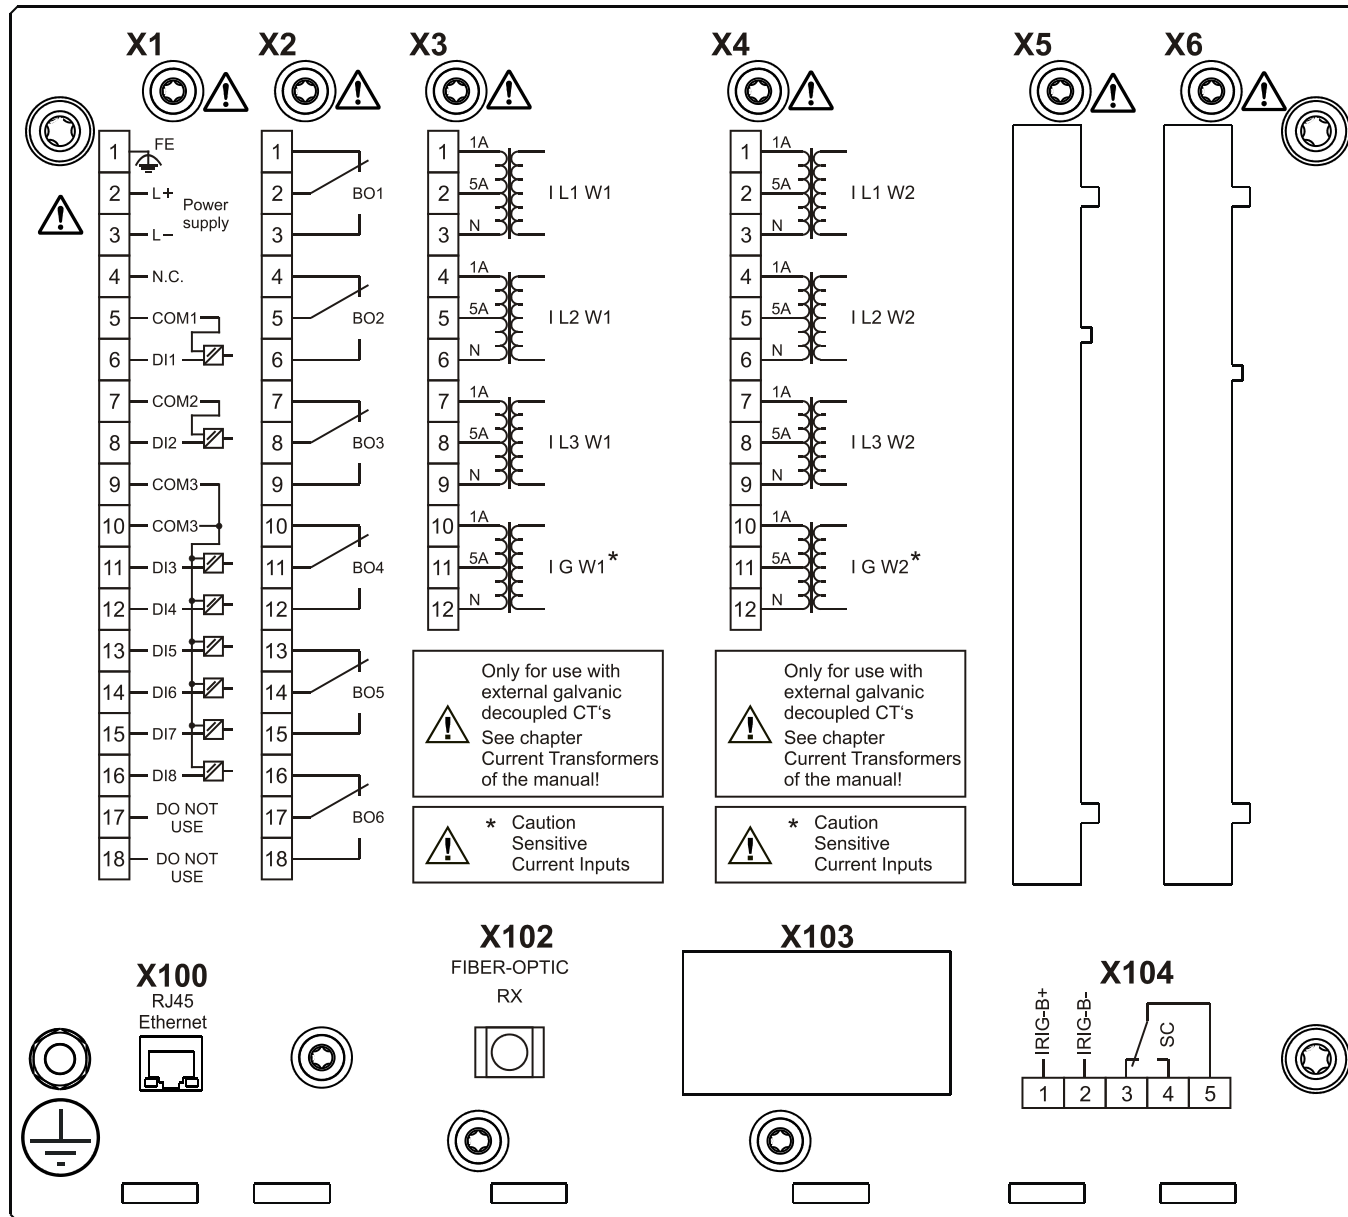 X1
X2
X3
X4
X5
X6
1 FE
2 L+
Power
supply
3 L–
4 N.C.
5 COM1
6 DI1
7 COM2
8 DI2
9 COM3
10 COM3
11 DI3
12 DI4
13 DI5
14 DI6
15 DI7
16 DI8
17 DO NOT
USE
18 DO NOT
USE
1
2 BO1
3
4
5 BO2
6
7
8 BO3
9
10
11 BO4
12
13
14 BO5
15
16
17 BO6
18
1 1A
2 5A I L1 W1
3 N
4 1A
5 5A I L2 W1
6 N
7 1A
8 5A I L3 W1
9 N
10 1A
11 5A I G W1*
12 N
Only for use with
external galvanic
decoupled CT‘s
See chapter
Current Transformers
of the manual!
* Caution
Sensitive
Current Inputs
1 1A
2 5A I L1 W2
3 N
4 1A
5 5A I L2 W2
6 N
7 1A
8 5A I L3 W2
9 N
10 1A
11 5A I G W2*
12 N
Only for use with
external galvanic
decoupled CT‘s
See chapter
Current Transformers
of the manual!
* Caution
Sensitive
Current Inputs
X100
RJ45
Ethernet
X102
FIBER-OPTIC
RX
X103
X104
IRIG-B+
IRIG-B-
SC
1 2 3 4 5